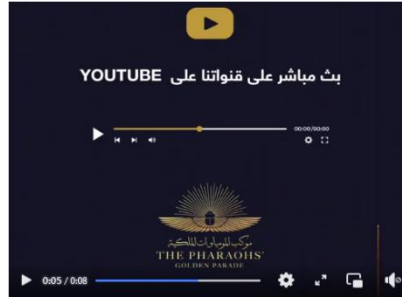 بث مباشر على قنواتنا على YOUTUBE
00:00/00:00
موكب المومياوات الملكية
THE PHARAOHS'
GOLDEN PARADE
0:05 / 0:08